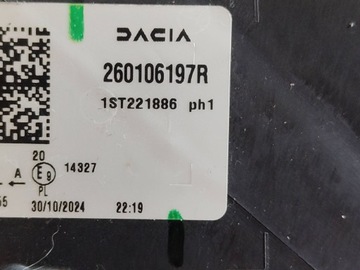 DACIA
260106197R
1ST221886 ph1
20
A E9 14327
PL
30/10/2024 22:19